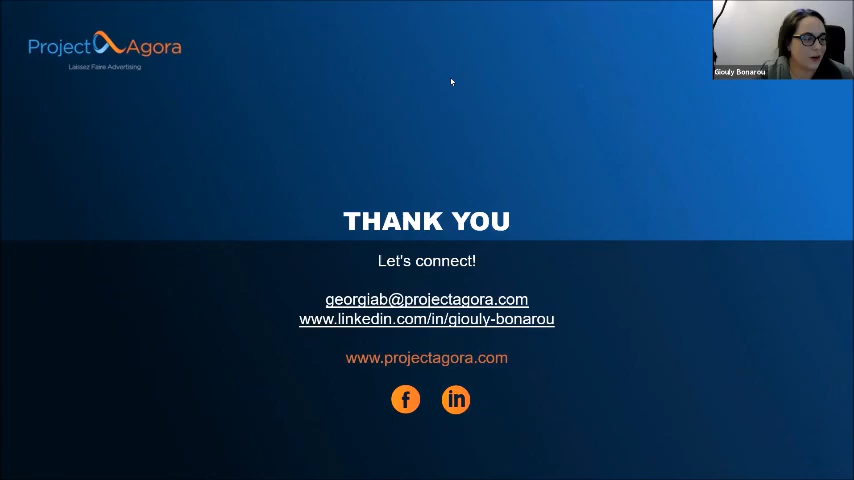 Project Agora
Laissez Faire Advertising
Giouly Bonarou
THANK YOU
Let's connect!
georgiab@projectagora.com
www.linkedin.com/in/giouly-bonarou
www.projectagora.com
f in